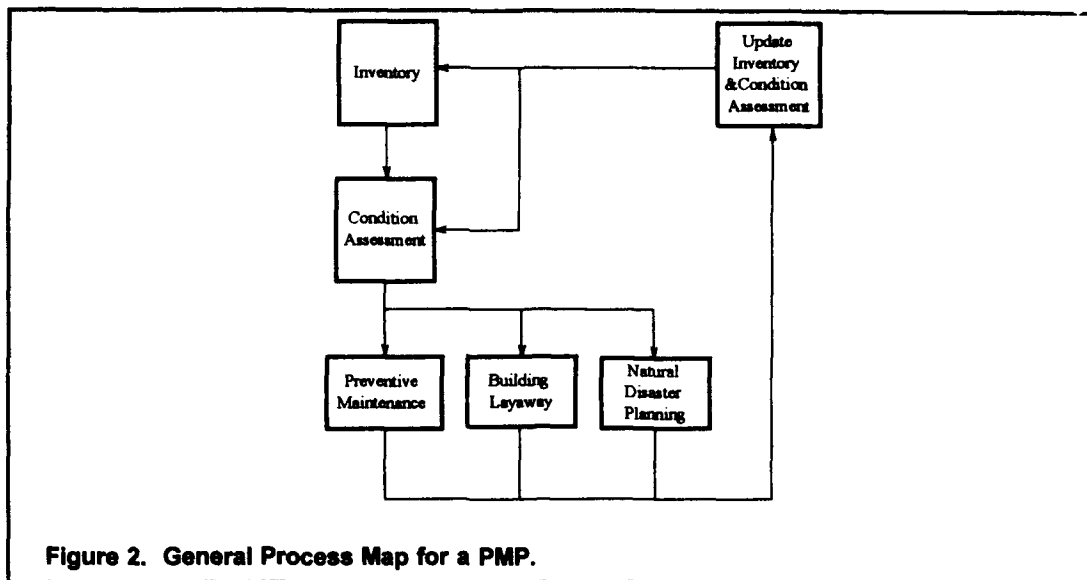 Inventory
Update
Inventory
&Condition
Assessment
Condition
Assessment
Preventive
Maintenance
Building
Layaway
Natural
Disaster
Planning
Figure 2. General Process Map for a PMP.